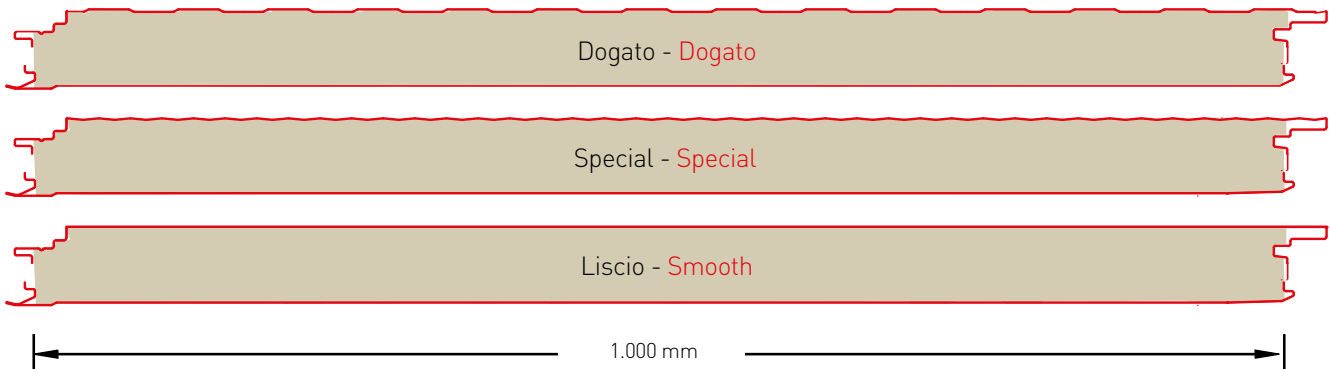 Dogato - Dogato
Special - Special
Liscio - Smooth
1.000 mm